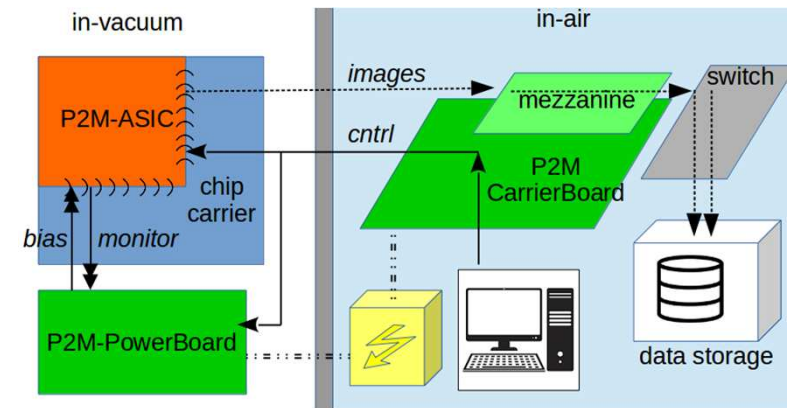 in-vacuum
in-air
images
switch
mezzanine
P2M-ASIC
cntrl
P2M
CarrierBoard
chip
carrier
bias
monitor
P2M-PowerBoard
data storage